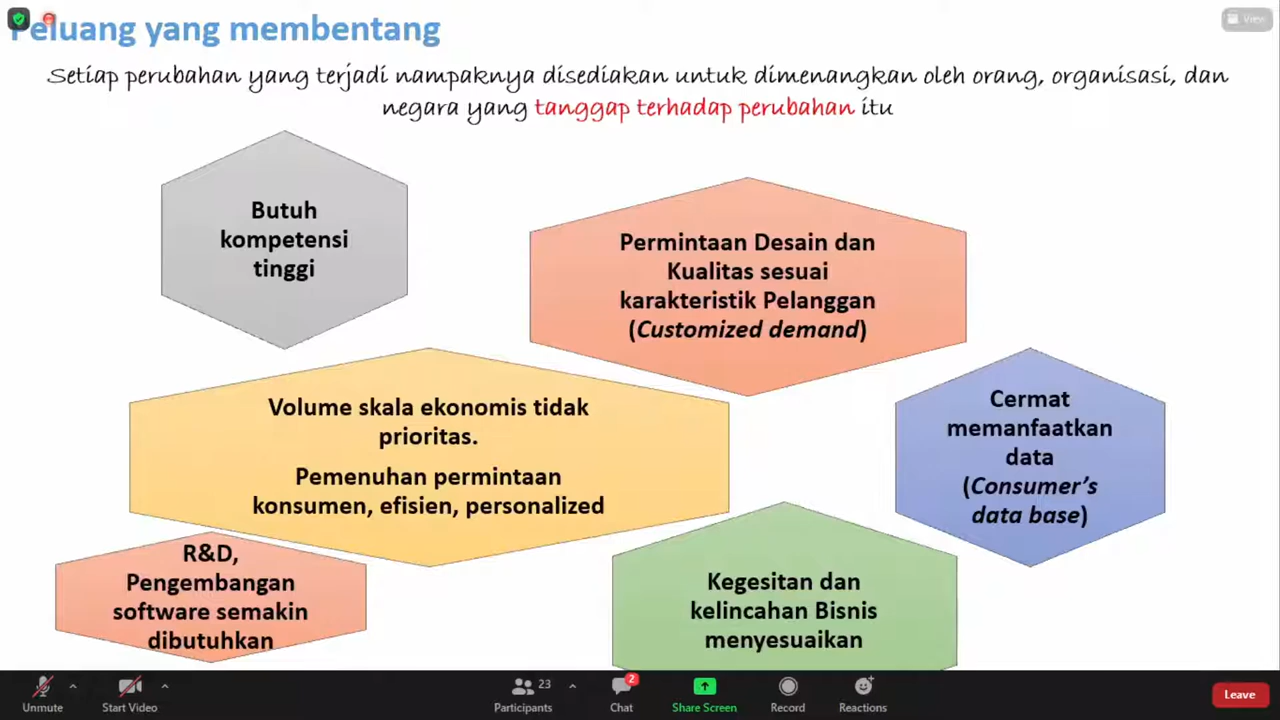 Peluang yang membentang
View
Setiap perubahan yang terjadi nampaknya disediakan untuk dimenangkan oleh orang, organisasi, dan
negara yang tanggap terhadap perubahan itu
Butuh
kompetensi
tinggi
Permintaan Desain dan
Kualitas sesuai
karakteristik Pelanggan
(Customized demand)
Volume skala ekonomis tidak
prioritas.
Pemenuhan permintaan
konsumen, efisien, personalized
Cermat
memanfaatkan
data
(Consumer's
data base)
R&D,
Pengembangan
software semakin
dibutuhkan
Kegesitan dan
kelincahan Bisnis
menyesuaikan
Unmute
Start Video
23
Participants
2
Chat
Share Screen
Record
Reactions
Leave